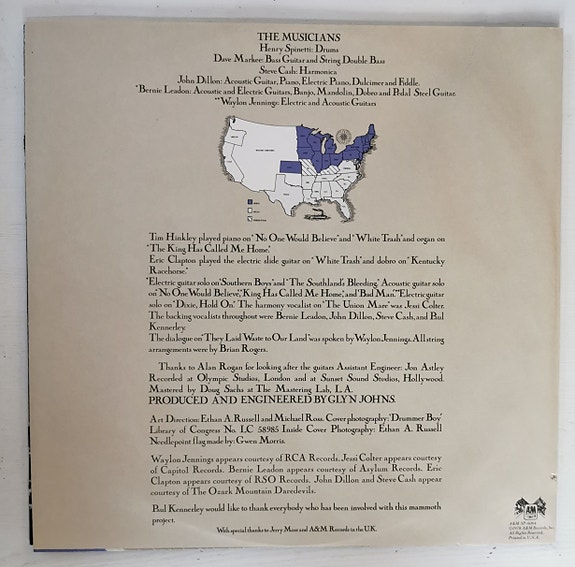 THE MUSICIANS
Henry Spinetti: Drums
Dave Markee: Bass Guitar and String Double Bass
Steve Cash: Harmonica
John Dillon: Acoustic Guitar, Piano, Electric Piano, Dulcimer and Fiddle.
*Bernie Leadon: Acoustic and Electric Guitars, Banjo, Mandolin, Dobro and Pedal Steel Guitar.
**Waylon Jennings: Electric and Acoustic Guitars
Tim Hinkley played piano on "No One Would Believe" and "White Trash" and organ on
"The King Has Called Me Home."
Eric Clapton played the electric slide guitar on "White Trash" and dobro on "Kentucky
Racehorse."
*Electric guitar solo on "Southern Boys" and "The Southland's Bleeding." Acoustic guitar solo
on "No One Would Believe," "King Has Called Me Home," and "Bad Man." **Electric guitar
solo on "Dixie, Hold On." The harmony vocalist on "The Union Mare" was Jessi Colter.
The backing vocalists throughout were Bernie Leadon, John Dillon, Steve Cash, and Paul
Kennerley.
The dialogue on "They Laid Waste to Our Land" was spoken by Waylon Jennings. All string
arrangements were by Brian Rogers.
Thanks to Alan Rogan for looking after the guitars Assistant Engineer: Jon Astley
Recorded at Olympic Studios, London and at Sunset Sound Studios, Hollywood.
Mastered by Doug Sachs at The Mastering Lab, L.A.
PRODUCED AND ENGINEERED BY GLYN JOHNS.
Art Direction: Ethan A. Russell and Michael Ross. Cover photography: 'Drummer Boy'
Library of Congress No. LC 58985 Inside Cover Photography: Ethan A. Russell
Needlepoint flag made by: Gwen Morris.
Waylon Jennings appears courtesy of RCA Records. Jessi Colter appears courtesy
of Capitol Records. Bernie Leadon appears courtesy of Asylum Records. Eric
Clapton appears courtesy of RSO Records. John Dillon and Steve Cash appear
courtesy of The Ozark Mountain Daredevils.
Paul Kennerley would like to thank everybody who has been involved with this mammoth
project.
With special thanks to Jerry Moss and A&M Records in the U.K.
A&M
All Rights Reserved.
Printed in U.S.A.